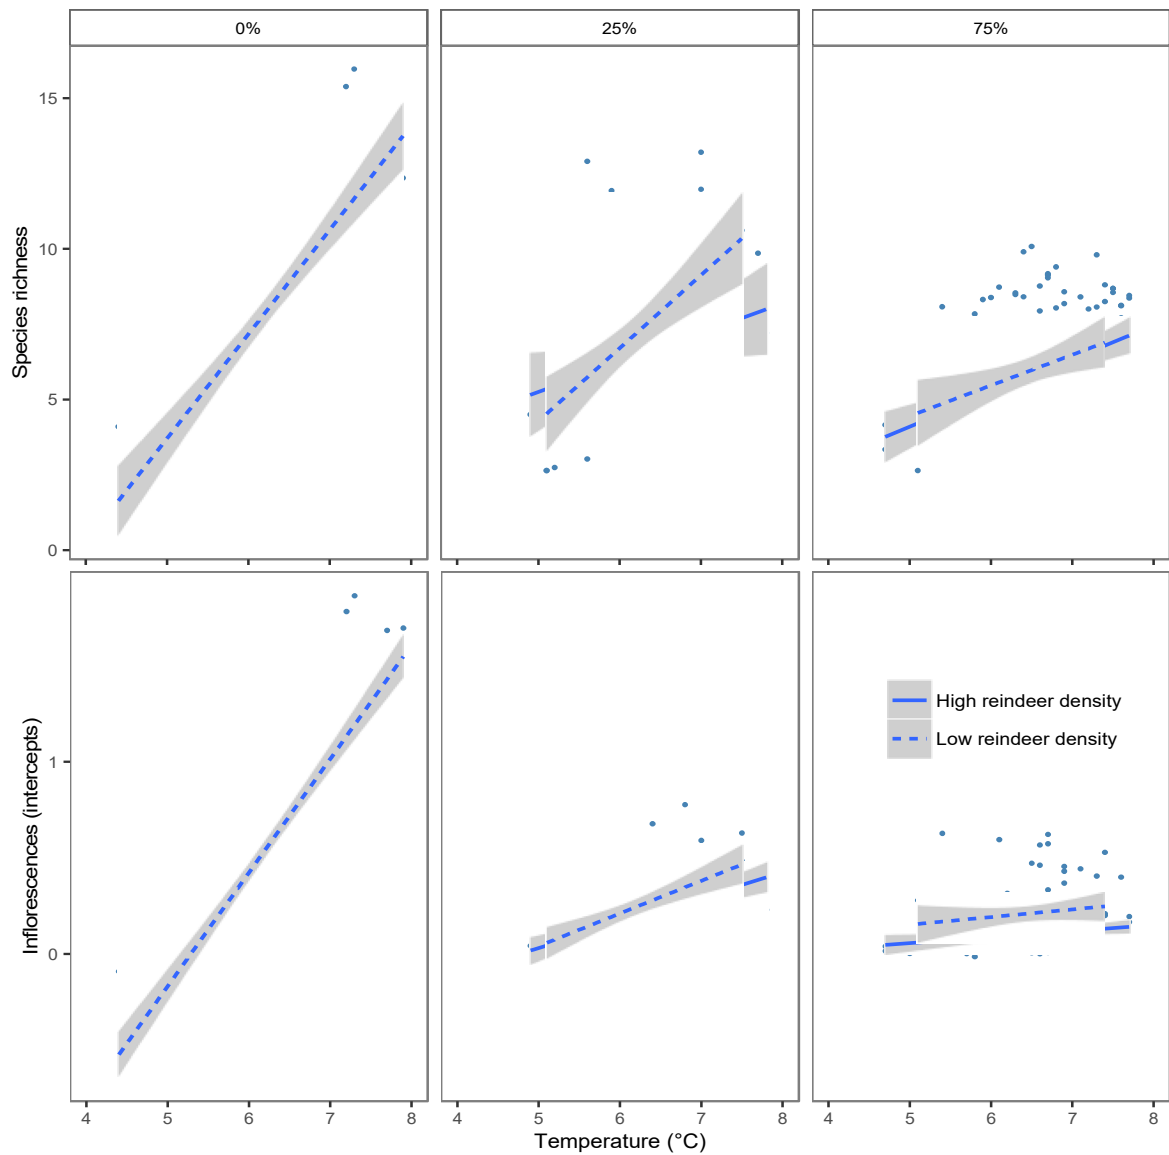 0% 25% 75%
Species richness
15
10
5
0
4 5 6 7 8 4 5 6 7 8 4 5 6 7 8
Inflorescences (intercepts)
1
0
High reindeer density
Low reindeer density
Temperature (°C)